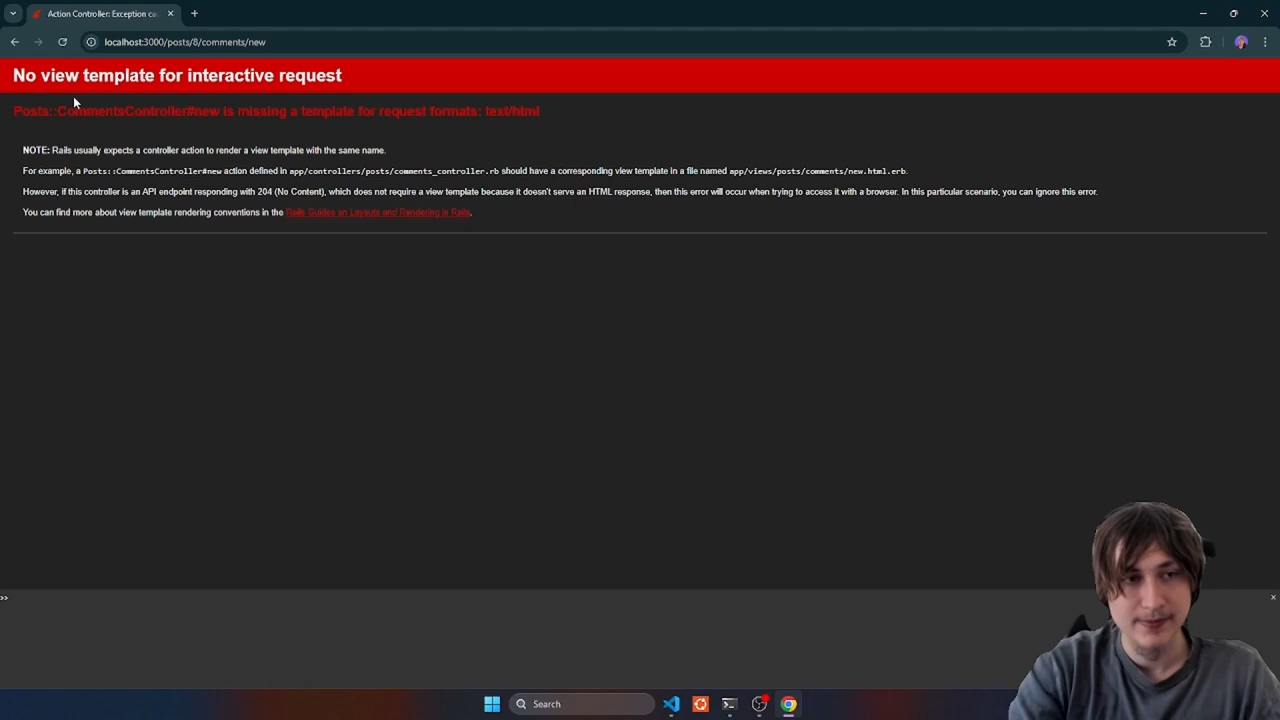 Action Controller: Exception ca
localhost:3000/posts/8/comments/new
No view template for interactive request
Posts::CommentsController#new is missing a template for request formats: text/html
NOTE: Rails usually expects a controller action to render a view template with the same name.
For example, a Posts::CommentsController#new action defined in app/controllers/posts/comments_controller.rb should have a corresponding view template in a file named app/views/posts/comments/new.html.erb.
However, if this controller is an API endpoint responding with 204 (No Content), which does not require a view template because it doesn't serve an HTML response, then this error will occur when trying to access it with a browser. In this particular scenario, you can ignore this error.
You can find more about view template rendering conventions in the Rails Guides on Layouts and Rendering in Rails.
>>
x
Search